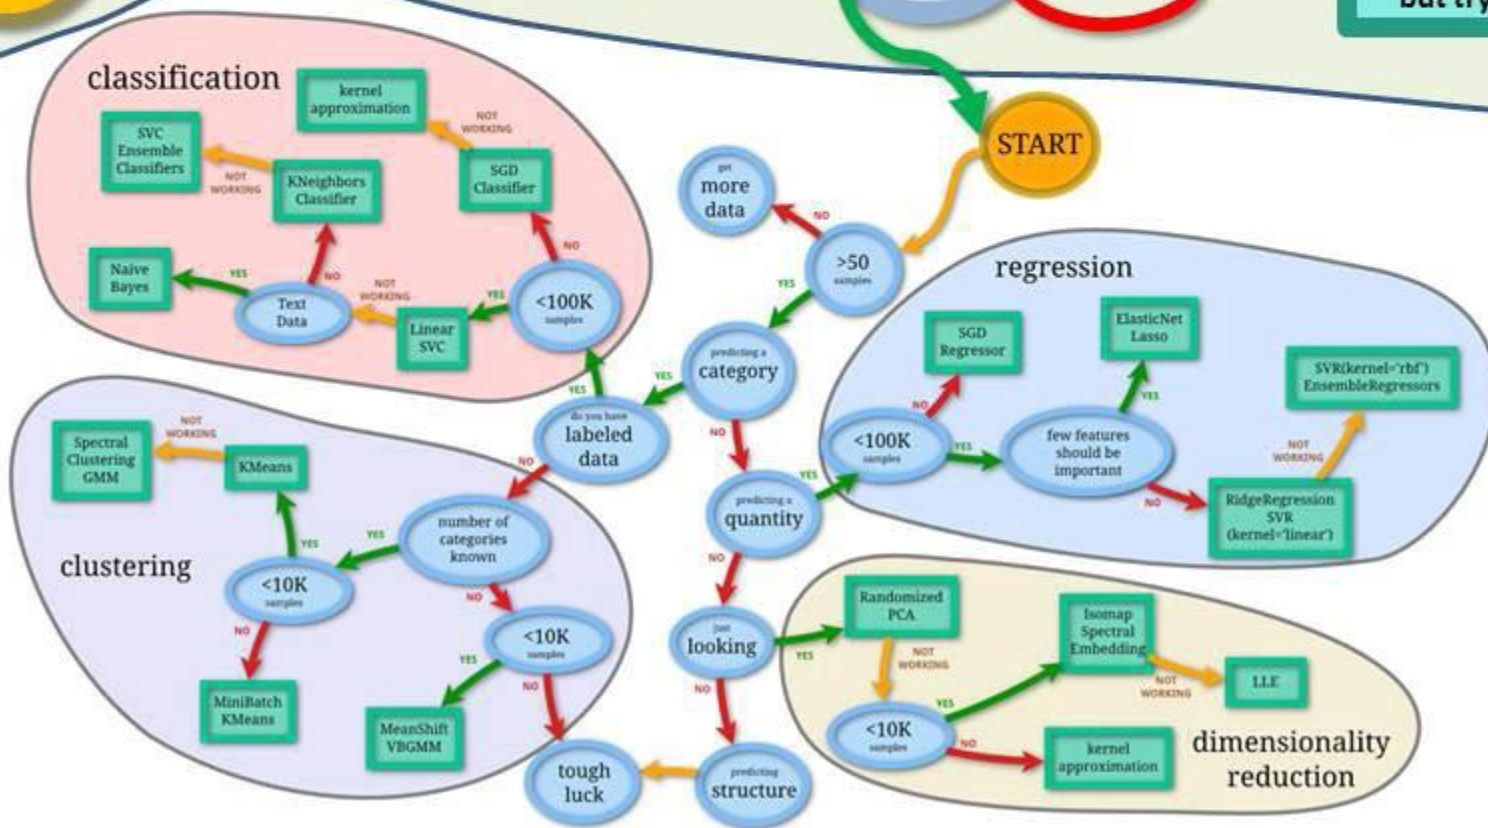 but try
classification
kernel
approximation
NOT
WORKING
SVC
Ensemble
Classifiers
NOT
WORKING
KNeighbors
Classifier
SGD
Classifier
NO
Naive
Bayes
YES
Text
Data
NO
NOT
WORKING
Linear
SVC
YES
<100K
samples
START
get
more
data
NO
>50
samples
YES
predicting a
category
YES
NO
do you have
labeled
data
YES
NO
predicting a
quantity
YES
NO
just
looking
YES
NO
predicting
structure
tough
luck
regression
SGD
Regressor
NO
<100K
samples
YES
few features
should be
important
YES
ElasticNet
Lasso
NO
RidgeRegression
SVR
(kernel='linear')
NOT
WORKING
SVR(kernel='rbf')
EnsembleRegressors
clustering
Spectral
Clustering
GMM
NOT
WORKING
KMeans
YES
<10K
samples
NO
MiniBatch
KMeans
number of
categories
known
YES
NO
<10K
samples
YES
NO
MeanShift
VBGMM
dimensionality
reduction
Randomized
PCA
NOT
WORKING
<10K
samples
YES
NO
Isomap
Spectral
Embedding
NOT
WORKING
LLE
kernel
approximation